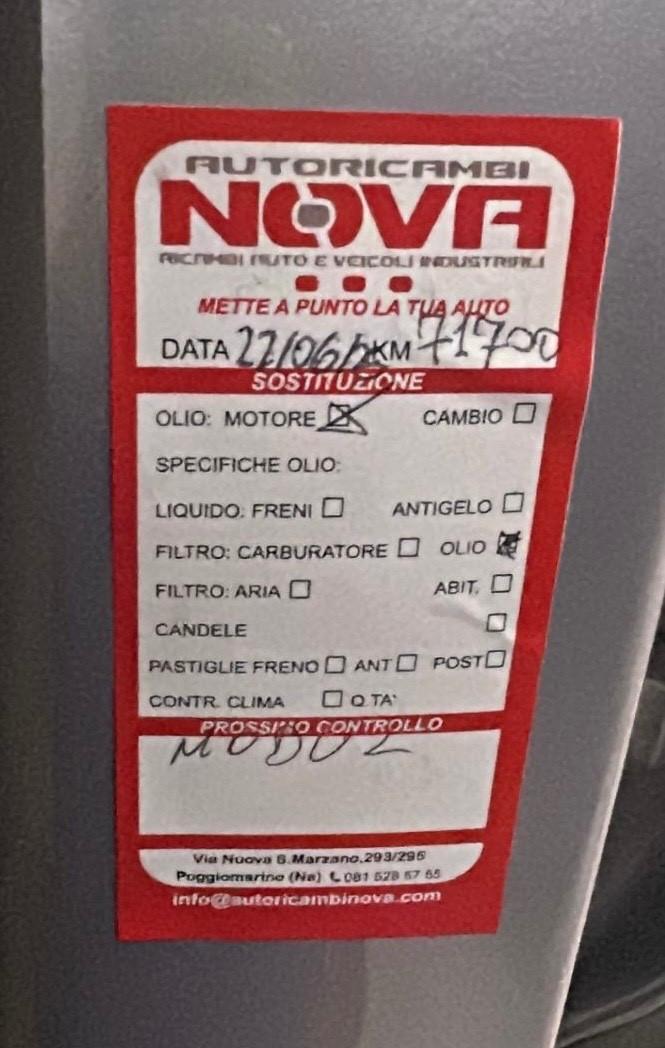 AUTORICAMBI
NOVA
RICAMBI AUTO E VEICOLI INDUSTRIALI
METTE A PUNTO LA TUA AUTO
DATA KM 71700
SOSTITUZIONE
OLIO: MOTORE CAMBIO
SPECIFICHE OLIO:
LIQUIDO: FRENI ANTIGELO
FILTRO: CARBURATORE OLIO
FILTRO: ARIA ABIT.
CANDELE
PASTIGLIE FRENO ANT POST
CONTR. CLIMA Q.TA'
PROSSIMO CONTROLLO
Via Nuova S.Marzano,293/295
Poggiomarino (Na) 081 528 57 55
info@autoricambinova.com